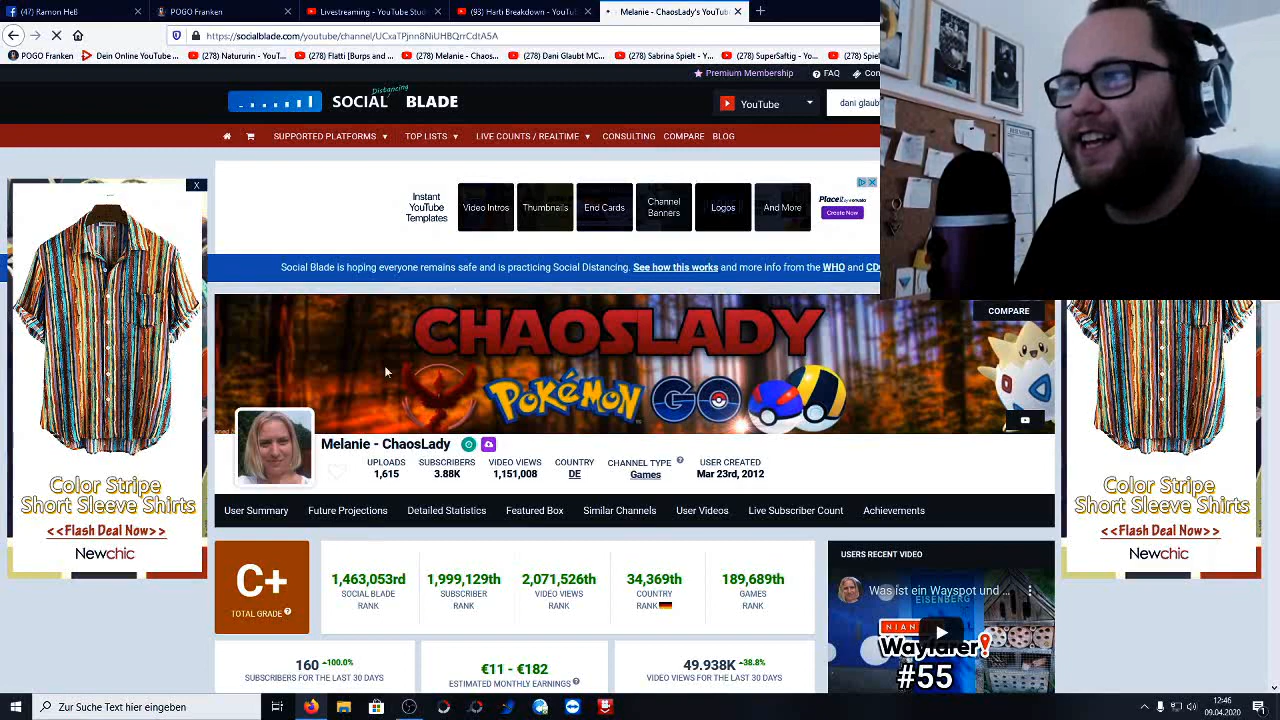 (47) Ramon Heß
POGO Franken
Livestreaming - YouTube Stud
(93) Harti Breakdown - YouTub
Melanie - ChaosLady's YouTub
https://socialblade.com/youtube/channel/UCxaTPjnn8NiUHBQrrCdtA5A
POGO Franken
Dein Online YouTube ...
(278) Naturunin - YouT...
(278) Flatti [Burps and ...
(278) Melanie - Chaos...
(278) Dani Glaubt MC...
(278) Sabrina Spielt - Y...
(278) SuperSaftig - Yo...
(278) Spiel
Premium Membership
FAQ
Con
Distancing
SOCIAL BLADE
YouTube
dani glaubt
SUPPORTED PLATFORMS
TOP LISTS
LIVE COUNTS / REALTIME
CONSULTING
COMPARE
BLOG
X
Instant
YouTube
Templates
Video Intros
Thumbnails
End Cards
Channel
Banners
Logos
And More
Placeit
Create Now
Social Blade is hoping everyone remains safe and is practicing Social Distancing. See how this works and more info from the WHO and CD
CHAOSLADY
POKÉMON GO
COMPARE
Melanie - ChaosLady
UPLOADS
1,615
SUBSCRIBERS
3.88K
VIDEO VIEWS
1,151,008
COUNTRY
DE
CHANNEL TYPE
Games
USER CREATED
Mar 23rd, 2012
User Summary
Future Projections
Detailed Statistics
Featured Box
Similar Channels
User Videos
Live Subscriber Count
Achievements
Color Stripe
Short Sleeve Shirts
<<Flash Deal Now>>
Newchic
Color Stripe
Short Sleeve Shirts
<<Flash Deal Now>>
Newchic
C+
TOTAL GRADE
1,463,053rd
SOCIAL BLADE
RANK
1,999,129th
SUBSCRIBER
RANK
2,071,526th
VIDEO VIEWS
RANK
34,369th
COUNTRY
RANK
189,689th
GAMES
RANK
USERS RECENT VIDEO
Was ist ein Wayspot und ...
EISENBERG
NIAN
Wayfarer!
#55
160 +100.0%
SUBSCRIBERS FOR THE LAST 30 DAYS
€11 - €182
ESTIMATED MONTHLY EARNINGS
49.938K +38.8%
VIDEO VIEWS FOR THE LAST 30 DAYS
Zur Suche Text hier eingeben
12:46
09.04.2020